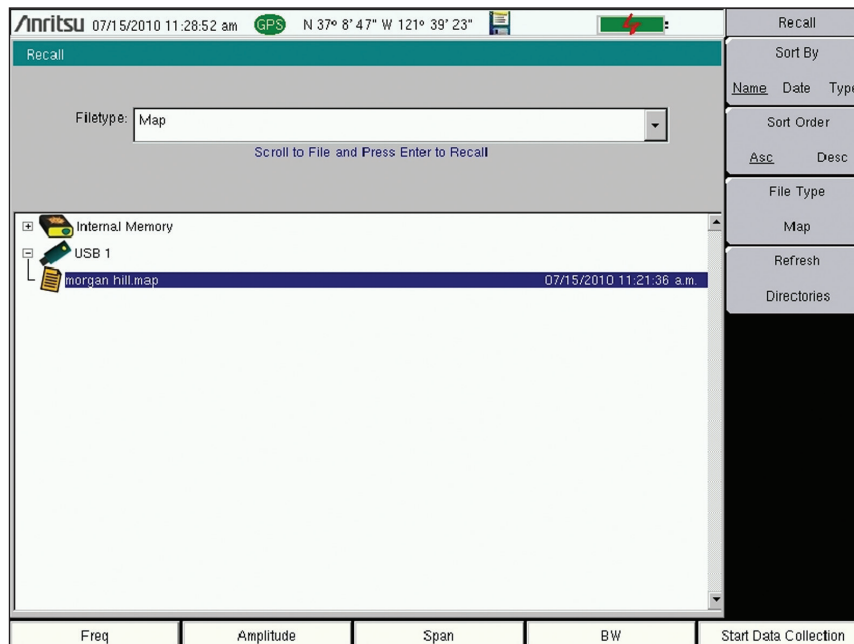 Anritsu 07/15/2010 11:28:52 am GPS N 37º 8' 47" W 121º 39' 23"
Recall
Filetype: Map
Scroll to File and Press Enter to Recall
Internal Memory
USB 1
morgan hill.map 07/15/2010 11:21:36 a.m.
Recall
Sort By
Name Date Type
Sort Order
Asc Desc
File Type
Map
Refresh
Directories
Freq Amplitude Span BW Start Data Collection